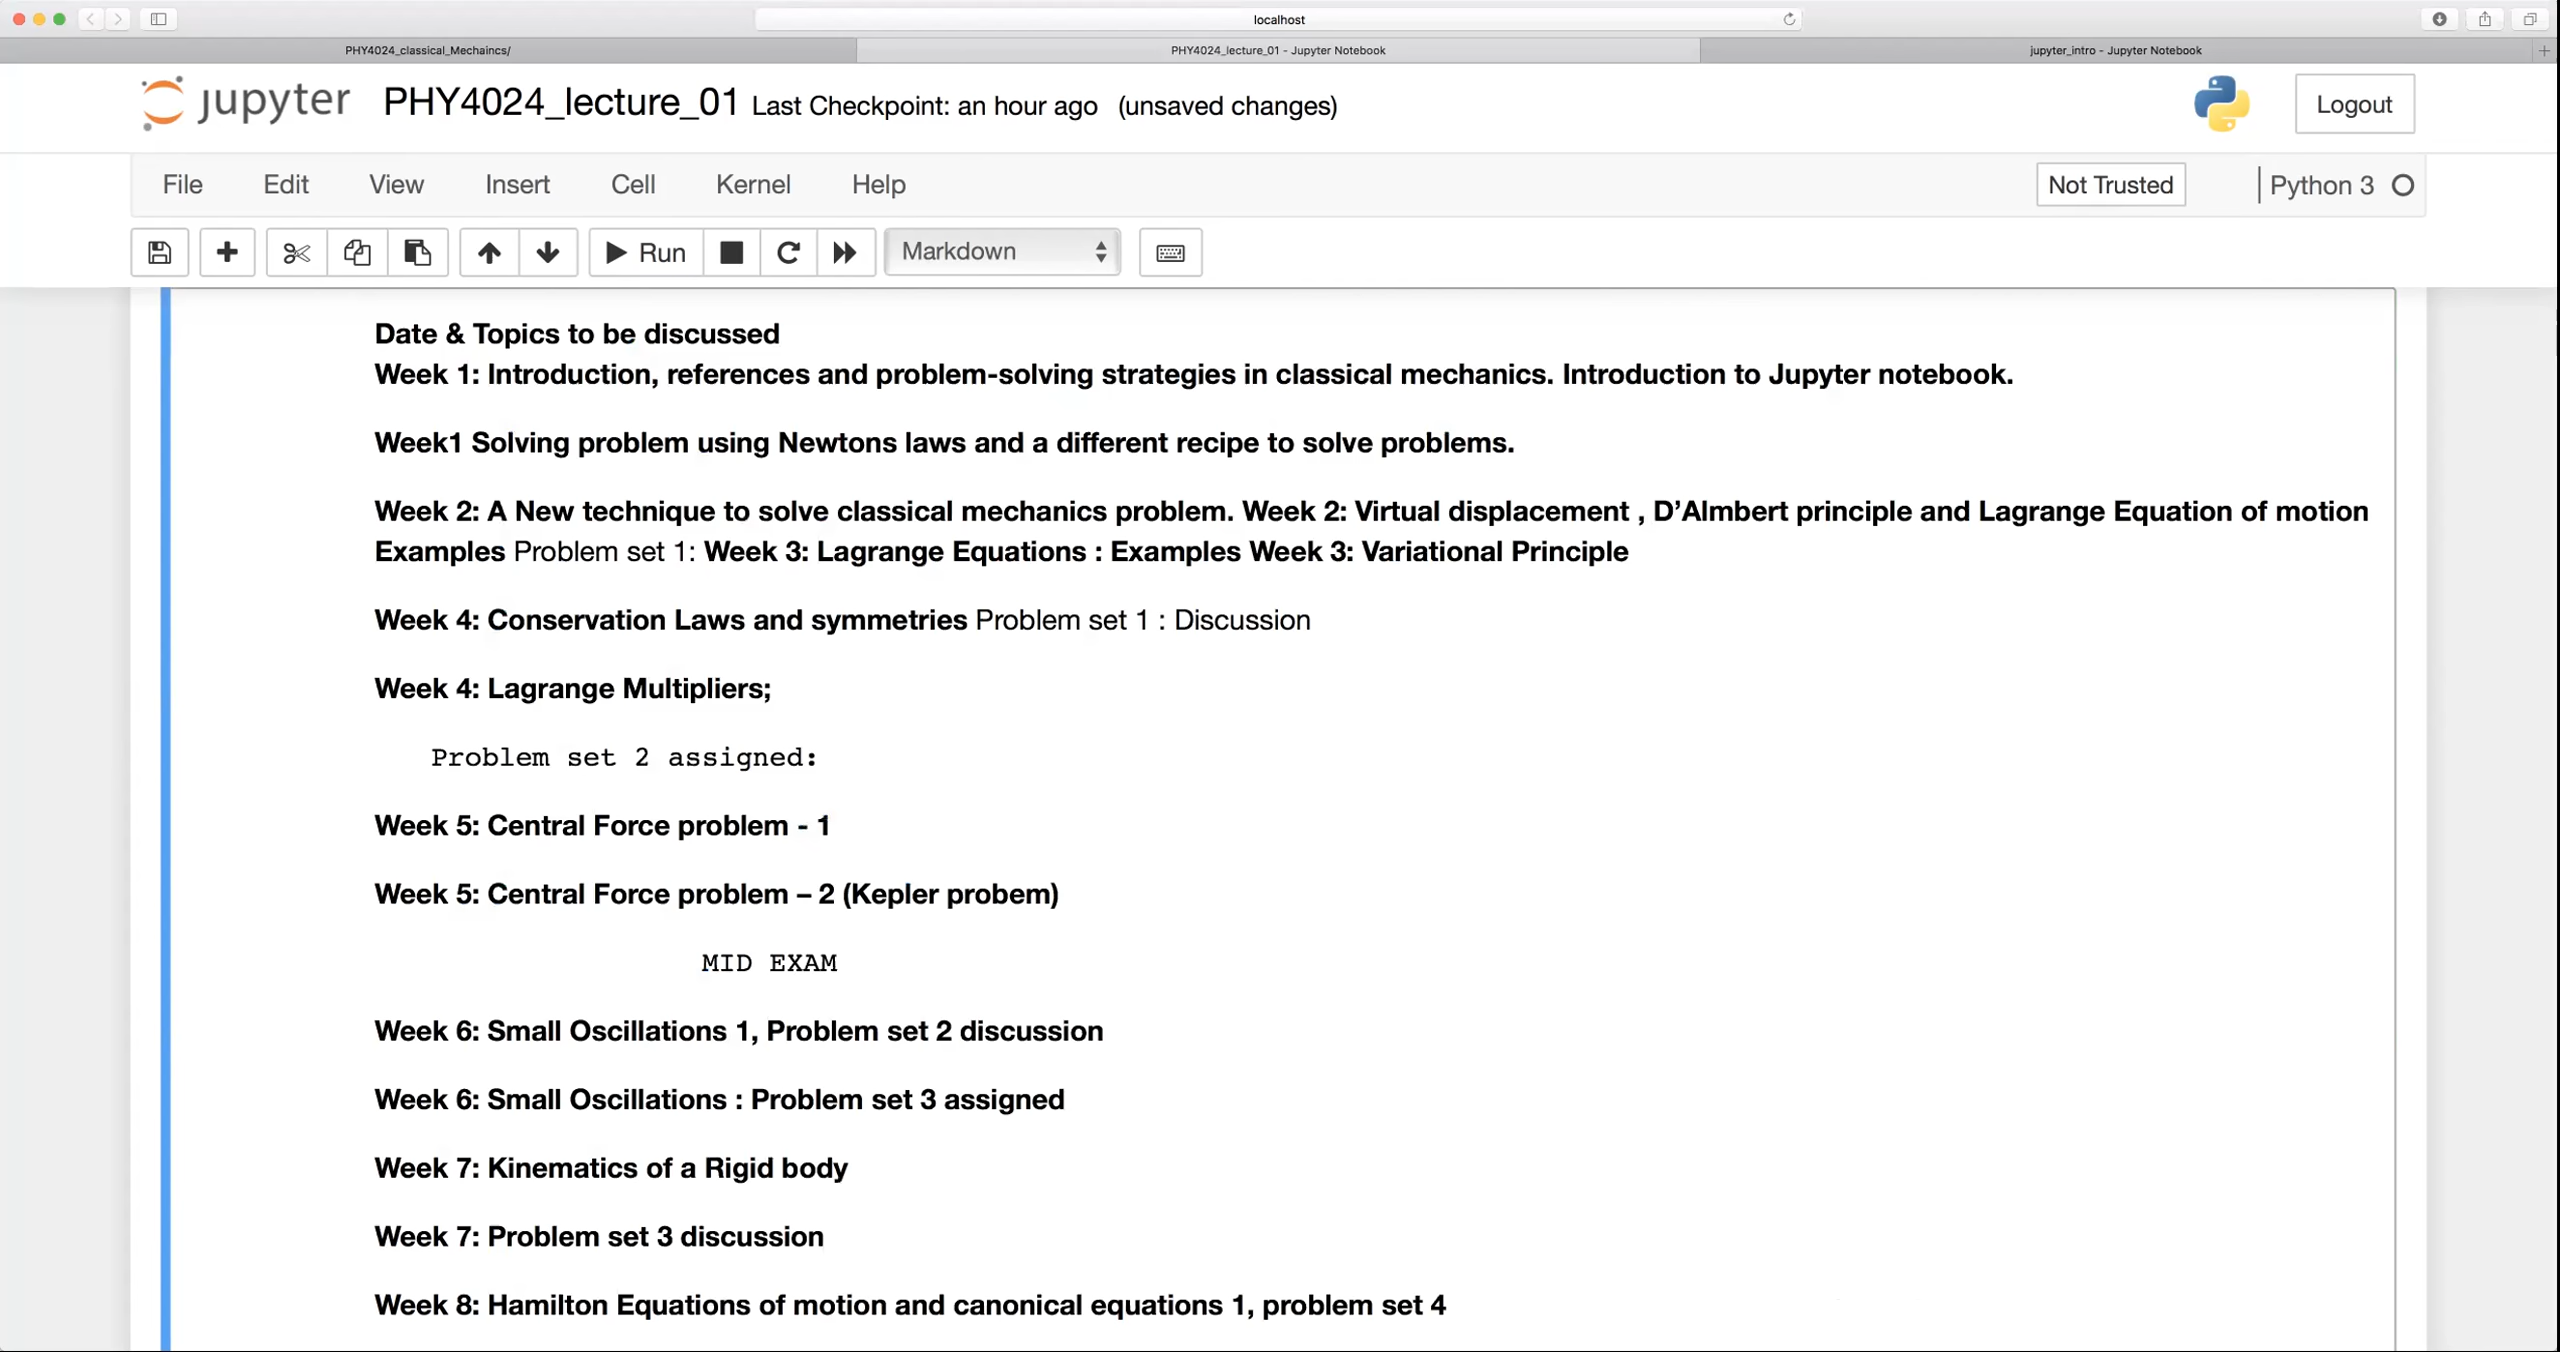 localhost
PHY4024_classical_Mechaincs/
PHY4024_lecture_01 - Jupyter Notebook
jupyter_intro - Jupyter Notebook
jupyter PHY4024_lecture_01 Last Checkpoint: an hour ago (unsaved changes)
Logout
File Edit View Insert Cell Kernel Help
Not Trusted
Python 3
Run
Markdown
Date & Topics to be discussed
Week 1: Introduction, references and problem-solving strategies in classical mechanics. Introduction to Jupyter notebook.
Week1 Solving problem using Newtons laws and a different recipe to solve problems.
Week 2: A New technique to solve classical mechanics problem. Week 2: Virtual displacement , D’Almbert principle and Lagrange Equation of motion
Examples Problem set 1: Week 3: Lagrange Equations : Examples Week 3: Variational Principle
Week 4: Conservation Laws and symmetries Problem set 1 : Discussion
Week 4: Lagrange Multipliers;
Problem set 2 assigned:
Week 5: Central Force problem - 1
Week 5: Central Force problem – 2 (Kepler probem)
MID EXAM
Week 6: Small Oscillations 1, Problem set 2 discussion
Week 6: Small Oscillations : Problem set 3 assigned
Week 7: Kinematics of a Rigid body
Week 7: Problem set 3 discussion
Week 8: Hamilton Equations of motion and canonical equations 1, problem set 4